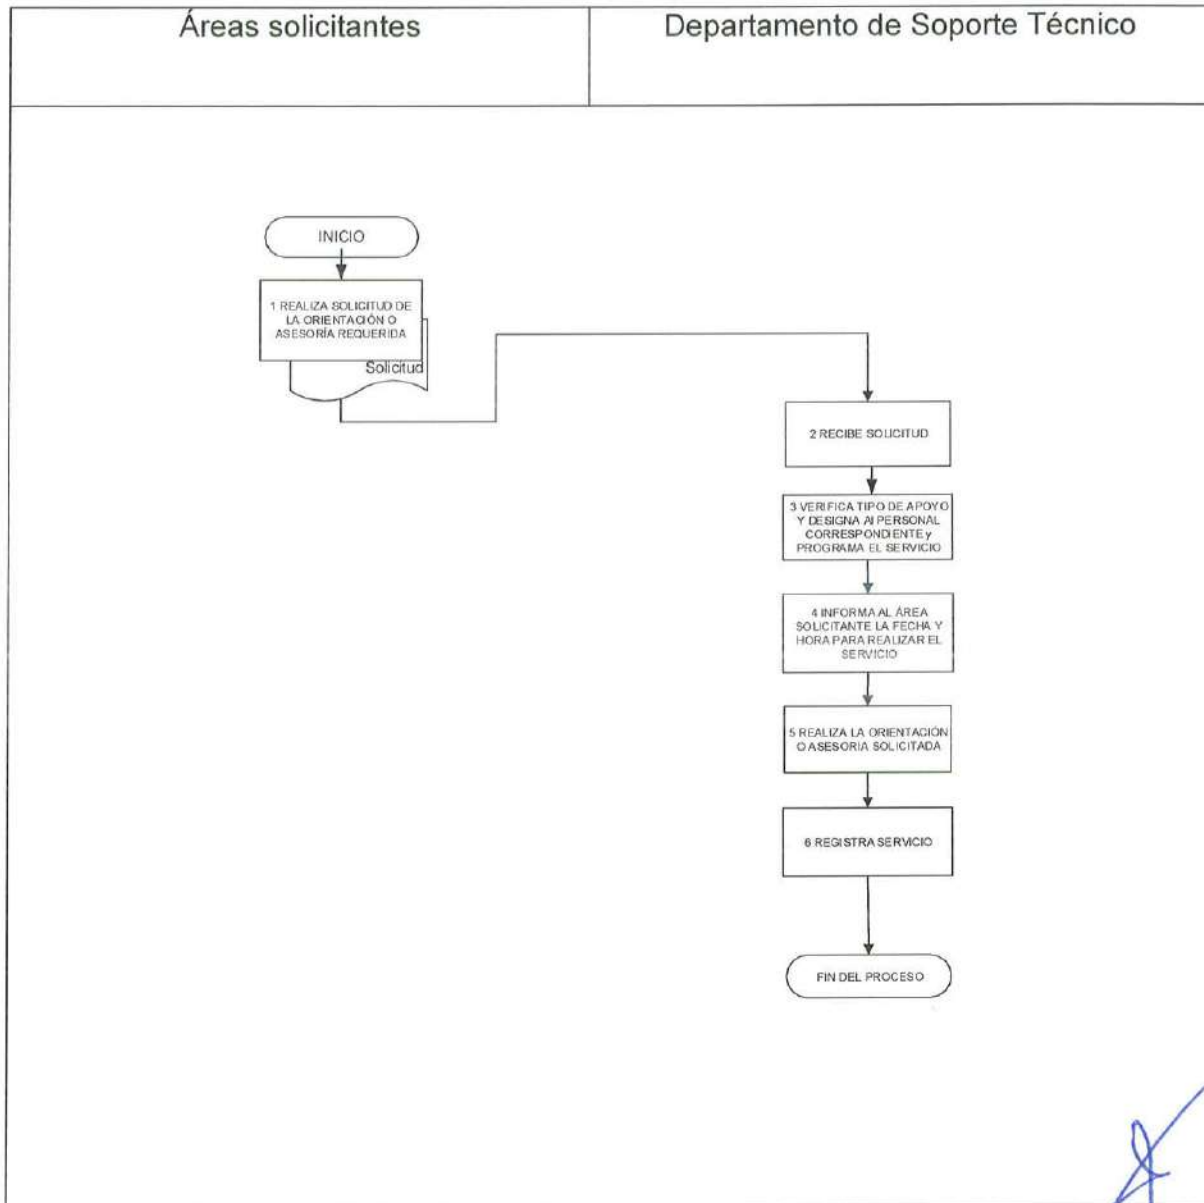 Áreas solicitantes
Departamento de Soporte Técnico
INICIO
1 REALIZA SOLICITUD DE
LA ORIENTACIÓN O
ASESORÍA REQUERIDA
Solicitud
2 RECIBE SOLICITUD
3 VERIFICA TIPO DE APOYO
Y DESIGNA Al PERSONAL
CORRESPONDIENTE y
PROGRAMA EL SERVICIO
4 INFORMA AL ÁREA
SOLICITANTE LA FECHA Y
HORA PARA REALIZAR EL
SERVICIO
5 REALIZA LA ORIENTACIÓN
O ASESORIA SOLICITADA
6 REGISTRA SERVICIO
FIN DEL PROCESO